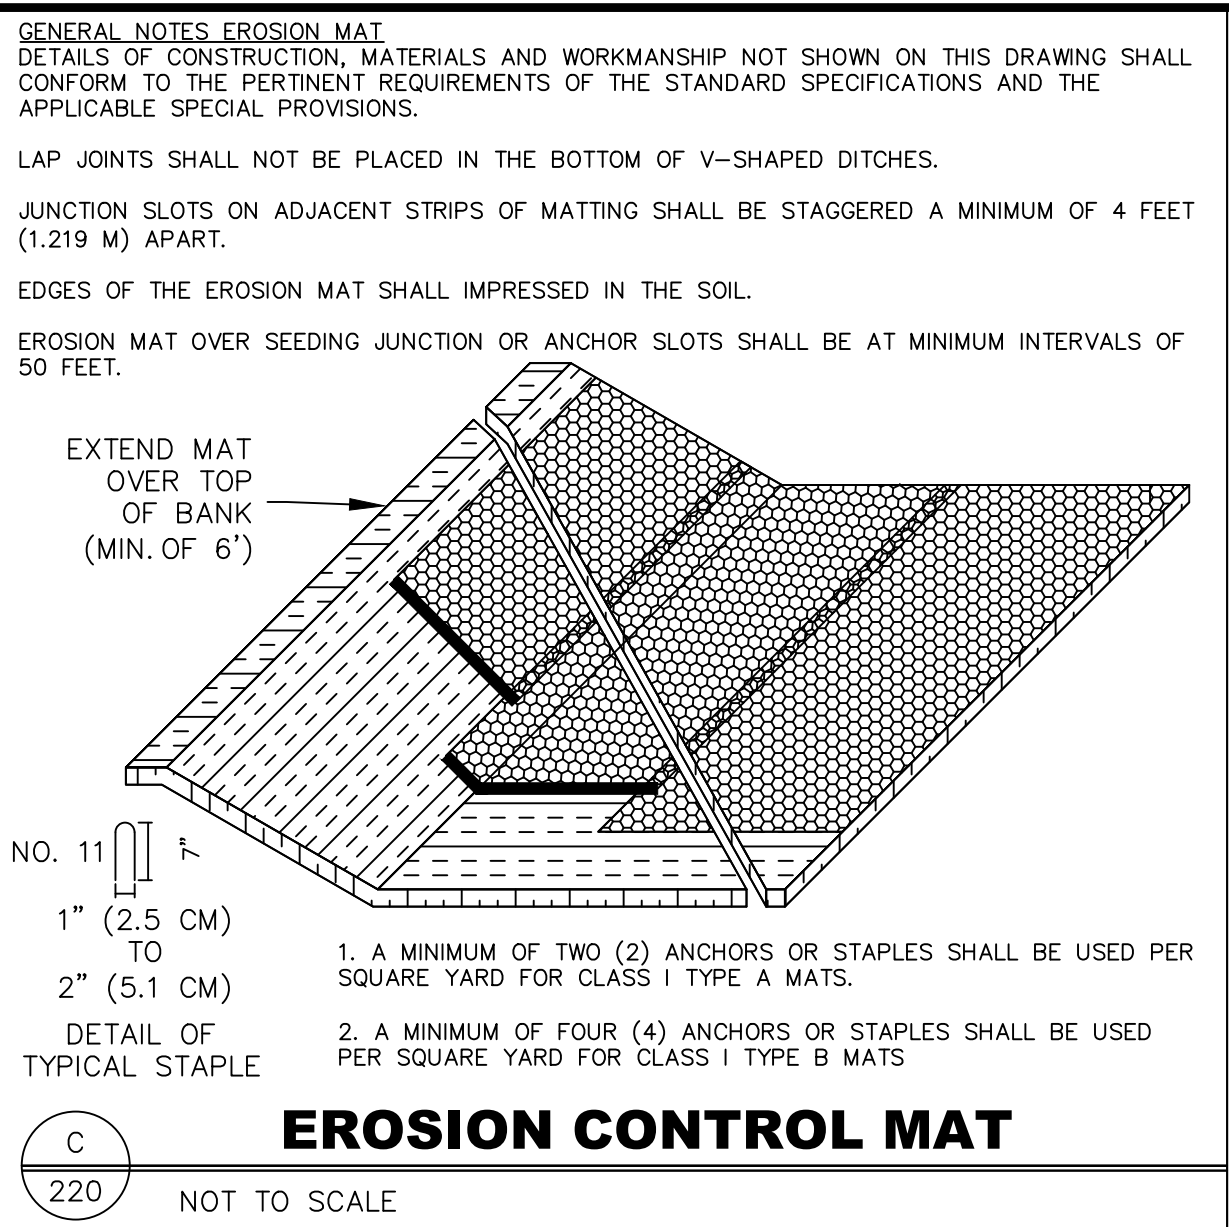 GENERAL NOTES EROSION MAT
DETAILS OF CONSTRUCTION, MATERIALS AND WORKMANSHIP NOT SHOWN ON THIS DRAWING SHALL
CONFORM TO THE PERTINENT REQUIREMENTS OF THE STANDARD SPECIFICATIONS AND THE
APPLICABLE SPECIAL PROVISIONS.
LAP JOINTS SHALL NOT BE PLACED IN THE BOTTOM OF V-SHAPED DITCHES.
JUNCTION SLOTS ON ADJACENT STRIPS OF MATTING SHALL BE STAGGERED A MINIMUM OF 4 FEET
(1.219 M) APART.
EDGES OF THE EROSION MAT SHALL IMPRESSED IN THE SOIL.
EROSION MAT OVER SEEDING JUNCTION OR ANCHOR SLOTS SHALL BE AT MINIMUM INTERVALS OF
50 FEET.
EXTEND MAT
OVER TOP
OF BANK
(MIN. OF 6')
NO. 11
7"
1" (2.5 CM)
TO
2" (5.1 CM)
DETAIL OF
TYPICAL STAPLE
1. A MINIMUM OF TWO (2) ANCHORS OR STAPLES SHALL BE USED PER
SQUARE YARD FOR CLASS I TYPE A MATS.
2. A MINIMUM OF FOUR (4) ANCHORS OR STAPLES SHALL BE USED
PER SQUARE YARD FOR CLASS I TYPE B MATS
EROSION CONTROL MAT
C
220
NOT TO SCALE